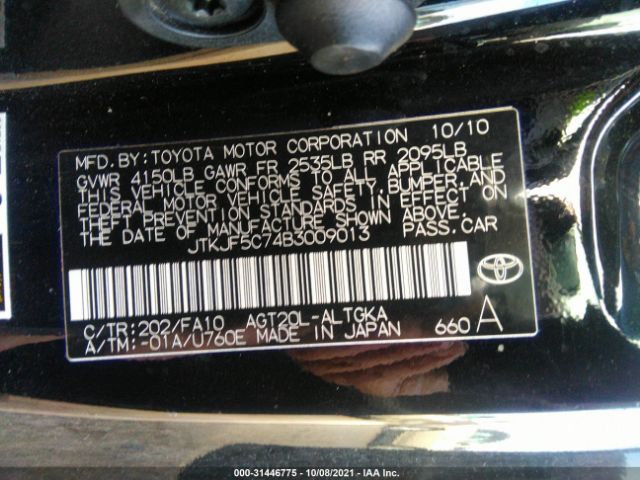 MFD. BY: TOYOTA MOTOR CORPORATION 10/10
GVWR 4150LB GAWR FR 2535LB RR 2095LB
THIS VEHICLE CONFORMS TO ALL APPLICABLE
FEDERAL MOTOR VEHICLE SAFETY, BUMPER, AND
THEFT PREVENTION STANDARDS IN EFFECT ON
THE DATE OF MANUFACTURE SHOWN ABOVE.
JTKJF5C74B3009013 PASS. CAR
C/TR: 202/FA10 AGT20L-ALTGKA
A/TM: -01A/U760E MADE IN JAPAN 660 A
000-31446775 - 10/08/2021 - IAA Inc.